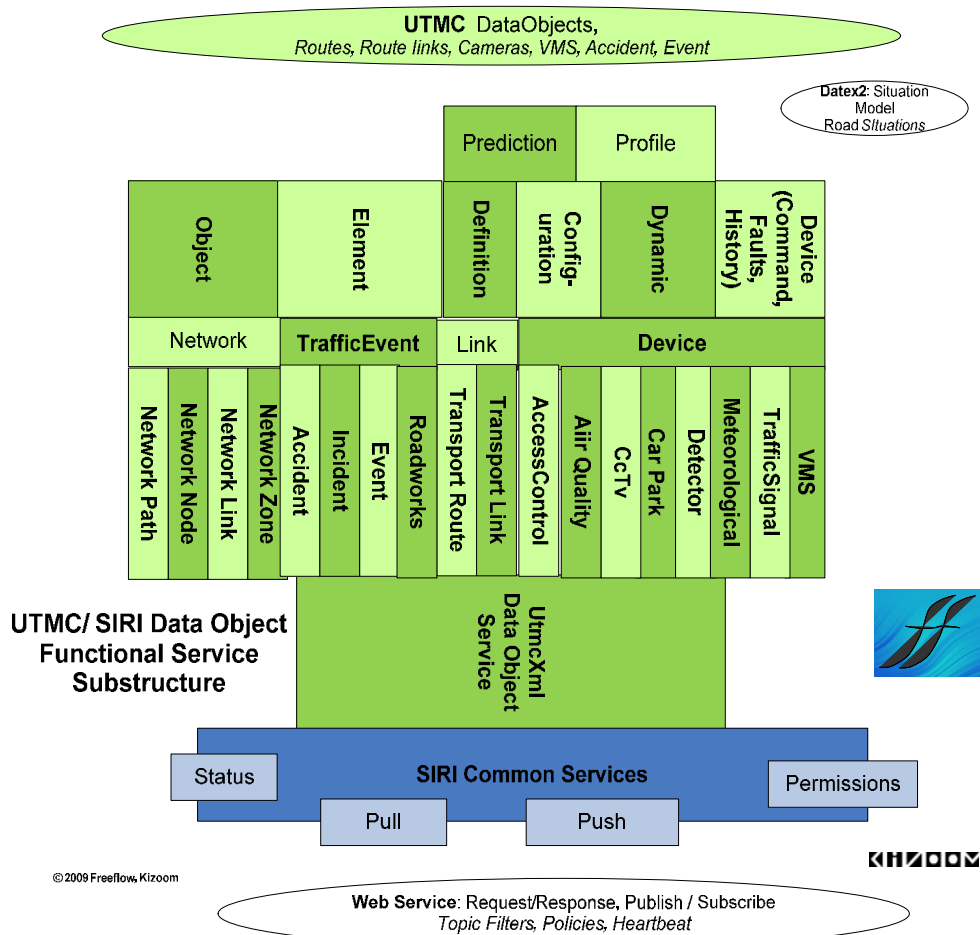 UTMC DataObjects,
Routes, Route links, Cameras, VMS, Accident, Event
Datex2: Situation
Model
Road SItuations
Prediction
Profile
Object
Element
Definition
Config-
uration
Dynamic
Device
(Command,
Faults,
History)
Network
TrafficEvent
Link
Device
Network Path
Network Node
Network Link
Network Zone
Accident
Incident
Event
Roadworks
Transport Route
Transport Link
AccessControl
Aiir Quality
CcTv
Car Park
Detector
Meteorological
TrafficSignal
VMS
UTMC/ SIRI Data Object
Functional Service
Substructure
UtmcXml
Data Object
Service
SIRI Common Services
Status
Permissions
Pull
Push
KIZOOM
© 2009 Freeflow, Kizoom
Web Service: Request/Response, Publish / Subscribe
Topic Filters, Policies, Heartbeat